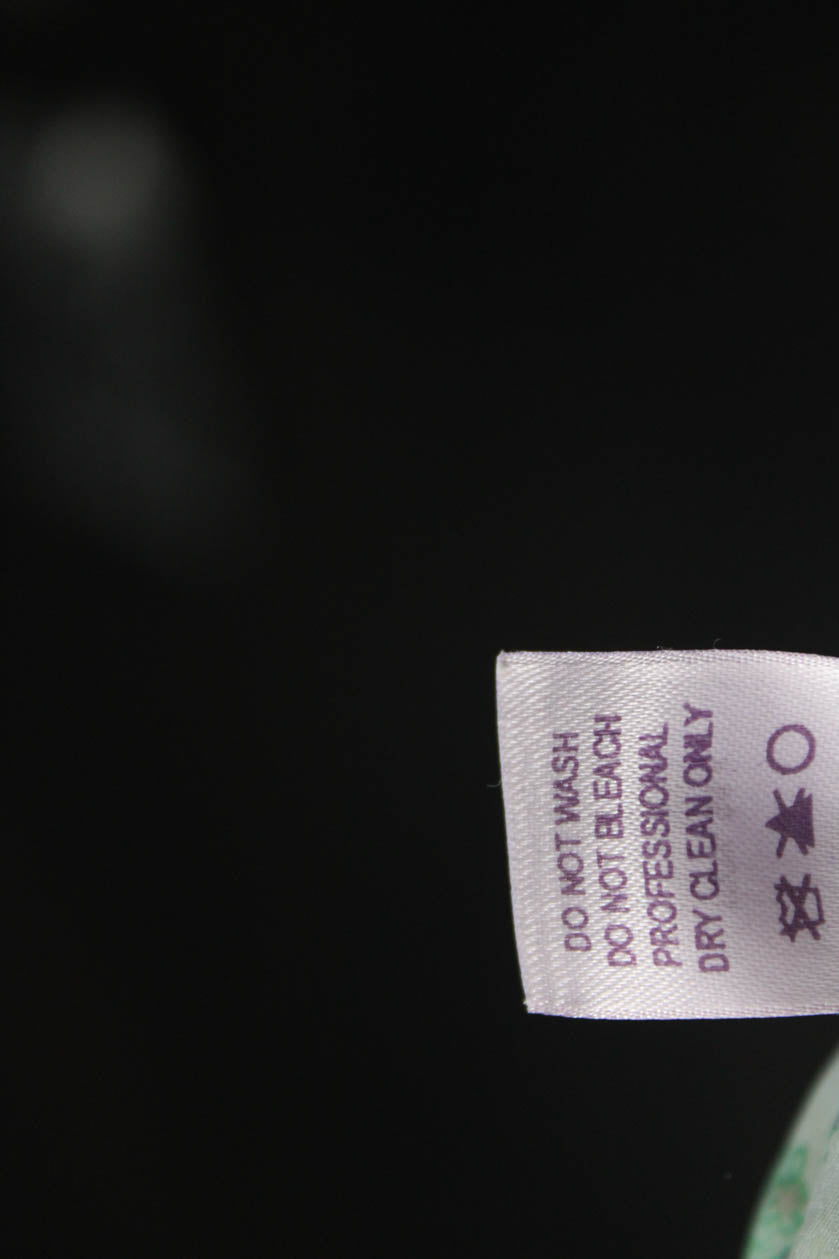 DO NOT WASH
DO NOT BLEACH
PROFESSIONAL
DRY CLEAN ONLY